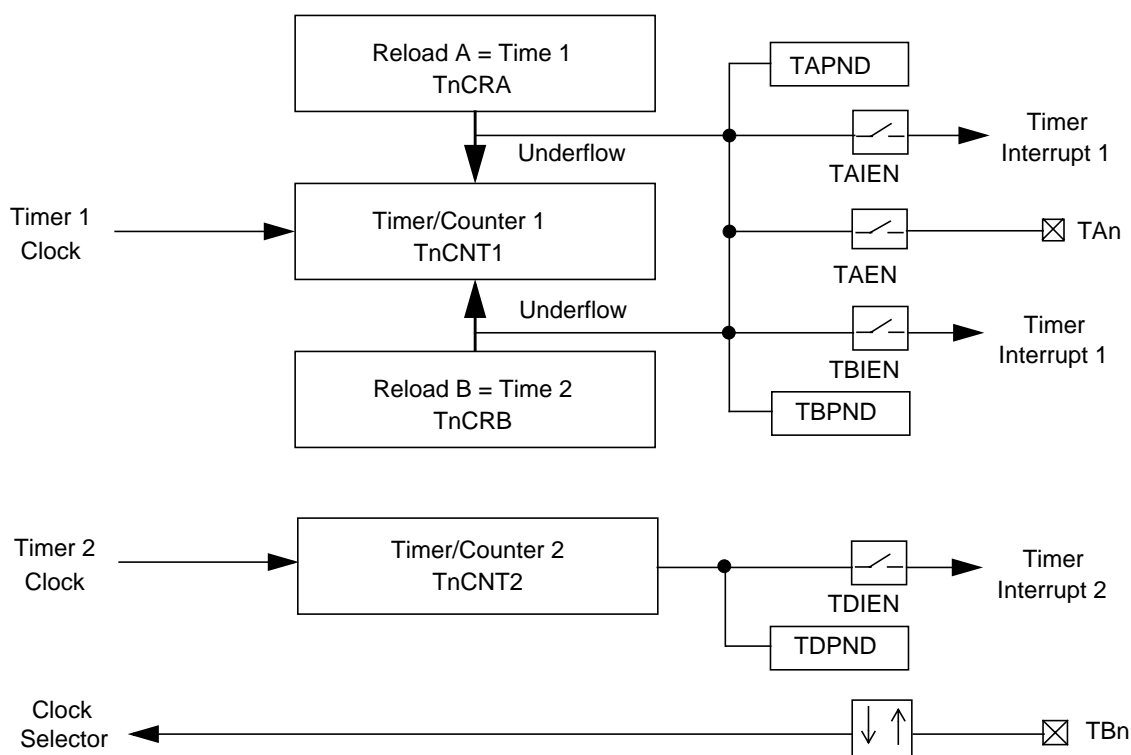 Reload A = Time 1
TnCRA
TAPND
Underflow
Timer
Interrupt 1
TAIEN
Timer 1
Clock
Timer/Counter 1
TnCNT1
TAn
TAEN
Underflow
Timer
Interrupt 1
TBIEN
Reload B = Time 2
TnCRB
TBPND
Timer 2
Clock
Timer/Counter 2
TnCNT2
Timer
Interrupt 2
TDIEN
TDPND
Clock
Selector
TBn